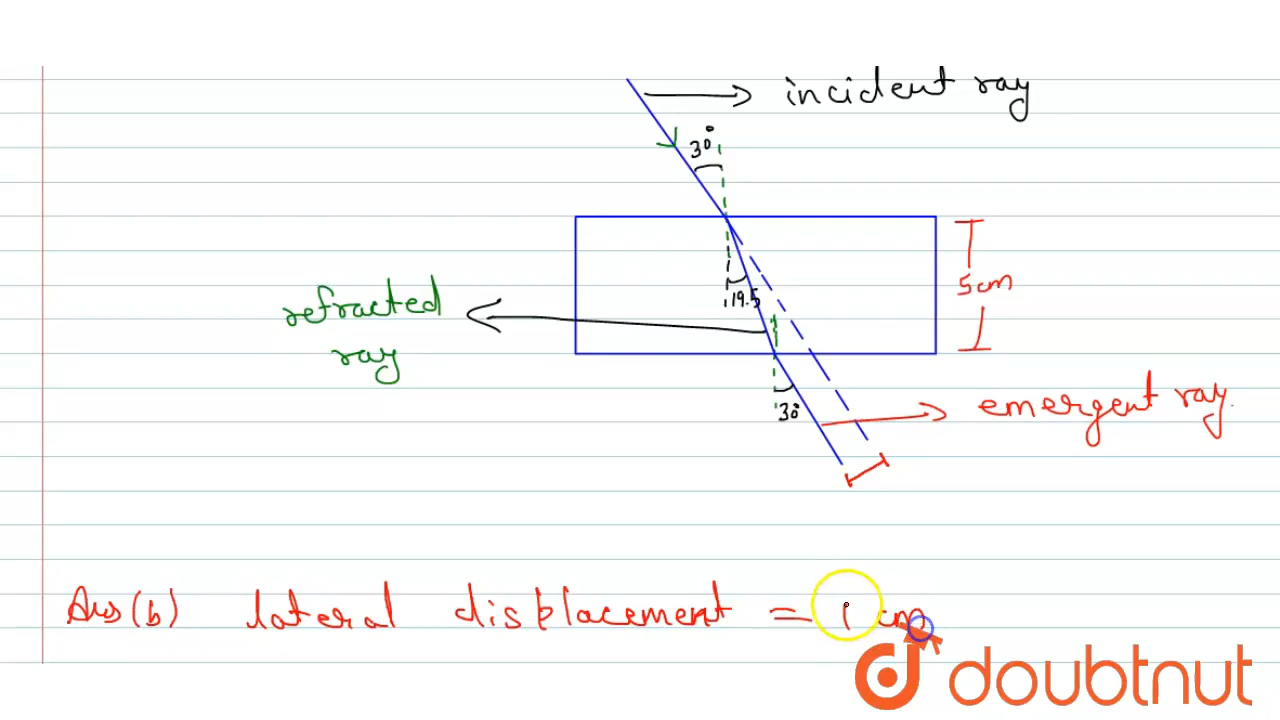 incident ray
30°
5cm
19.5
refracted
ray
30°
emergent ray.
Ans(b) lateral displacement = 1 cm
doubtnut